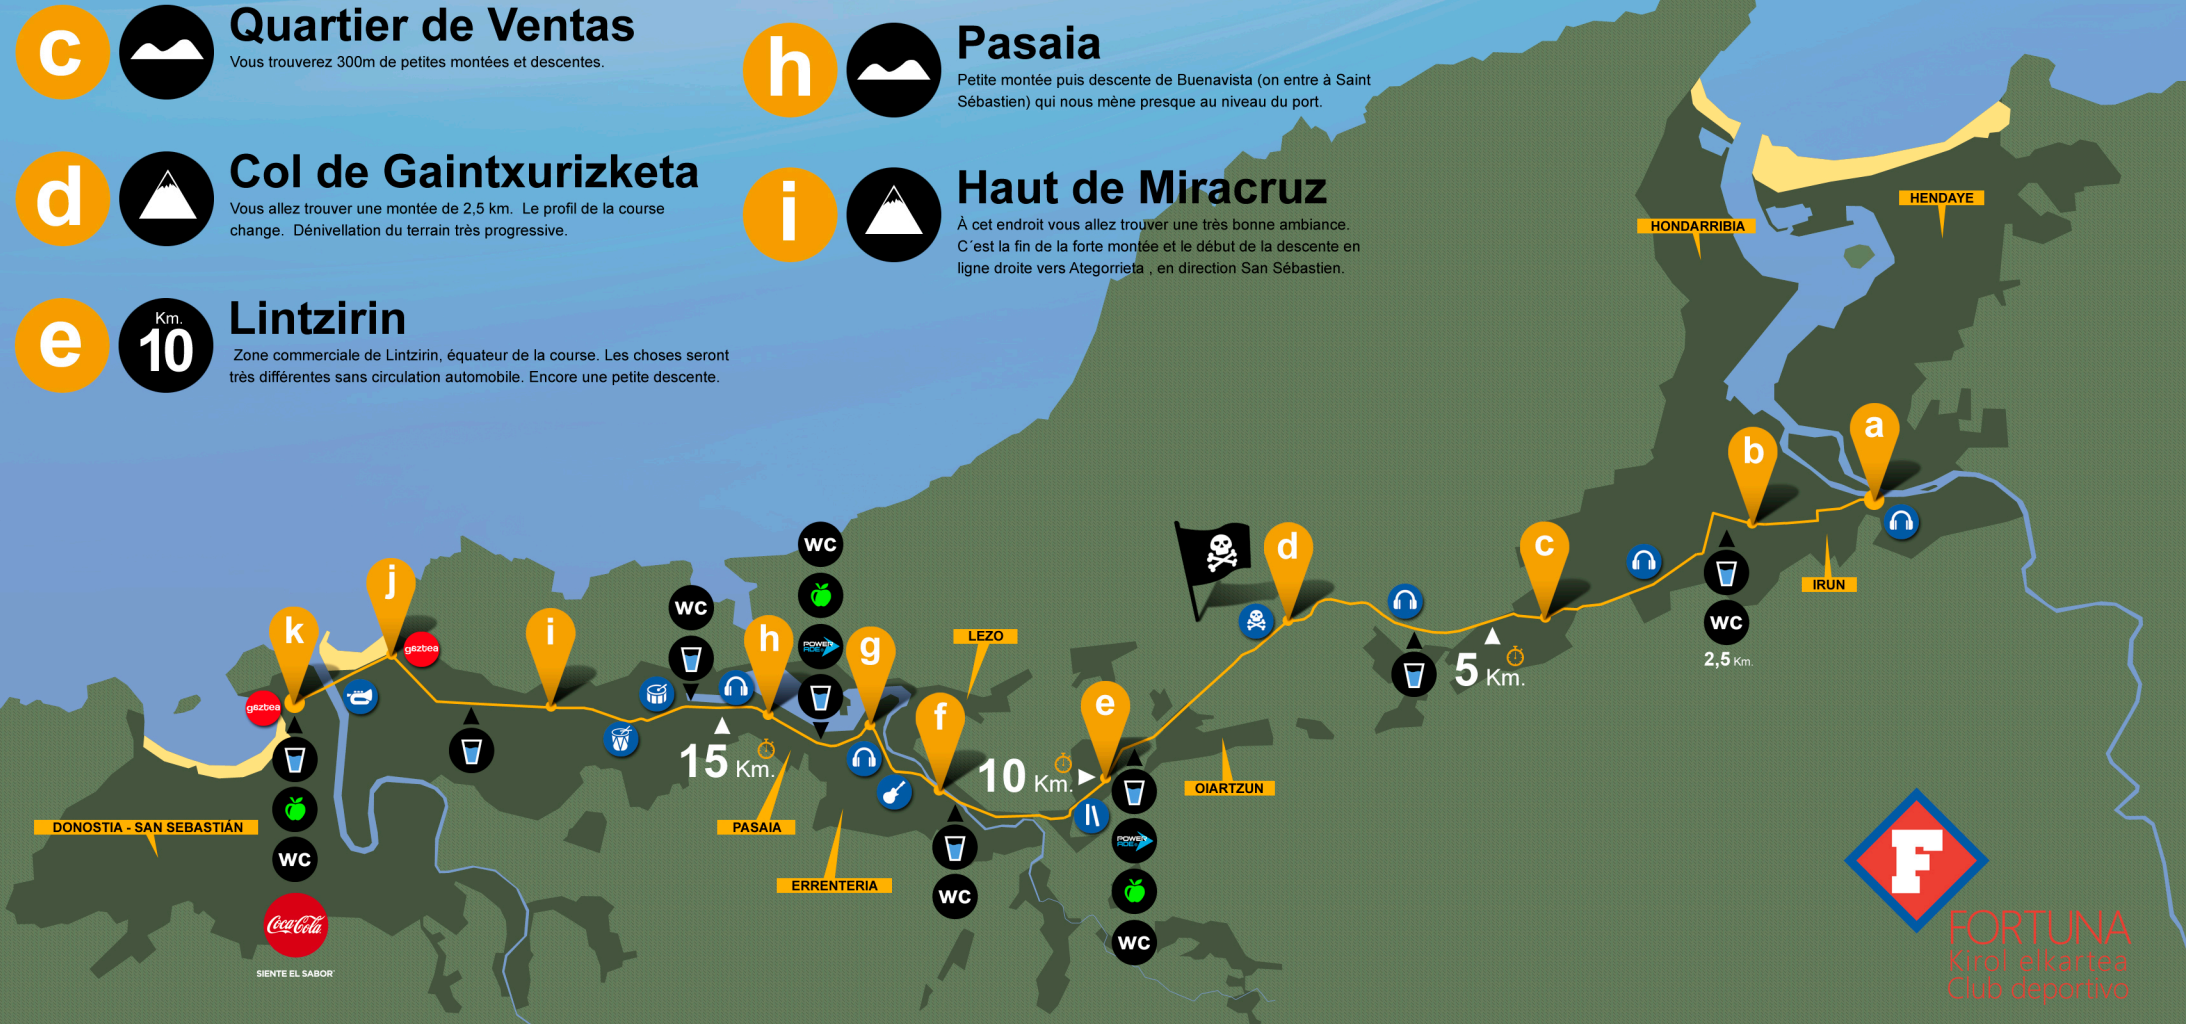 c
Quartier de Ventas
Vous trouverez 300m de petites montées et descentes.
d
Col de Gaintxurizketa
Vous allez trouver une montée de 2,5 km. Le profil de la course
change. Dénivellation du terrain très progressive.
e
Km.
10
Lintzirin
Zone commerciale de Lintzirin, équateur de la course. Les choses seront
très différentes sans circulation automobile. Encore une petite descente.
h
Pasaia
Petite montée puis descente de Buenavista (on entre à Saint
Sébastien) qui nous mène presque au niveau du port.
i
Haut de Miracruz
À cet endroit vous allez trouver une très bonne ambiance.
C´est la fin de la forte montée et le début de la descente en
ligne droite vers Ategorrieta , en direction San Sébastien.
HENDAYE
HONDARRIBIA
a
b
IRUN
WC
2,5 Km.
c
5 Km.
d
OIARTZUN
e
10 Km.
POWERADE
WC
LEZO
f
WC
g
WC
POWERADE
ERRENTERIA
h
WC
15 Km.
PASAIA
i
j
gaztea
k
gaztea
WC
DONOSTIA - SAN SEBASTIÁN
Coca-Cola
SIENTE EL SABOR
F
FORTUNA
Kirol elkartea
Club deportivo